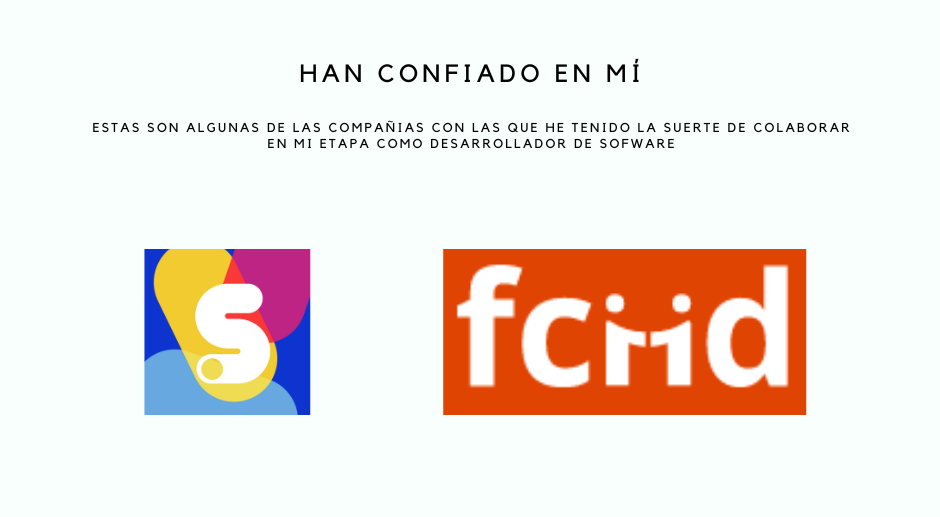 HAN CONFIADO EN MÍ
ESTAS SON ALGUNAS DE LAS COMPAÑIAS CON LAS QUE HE TENIDO LA SUERTE DE COLABORAR
EN MI ETAPA COMO DESARROLLADOR DE SOFWARE
S
fciid